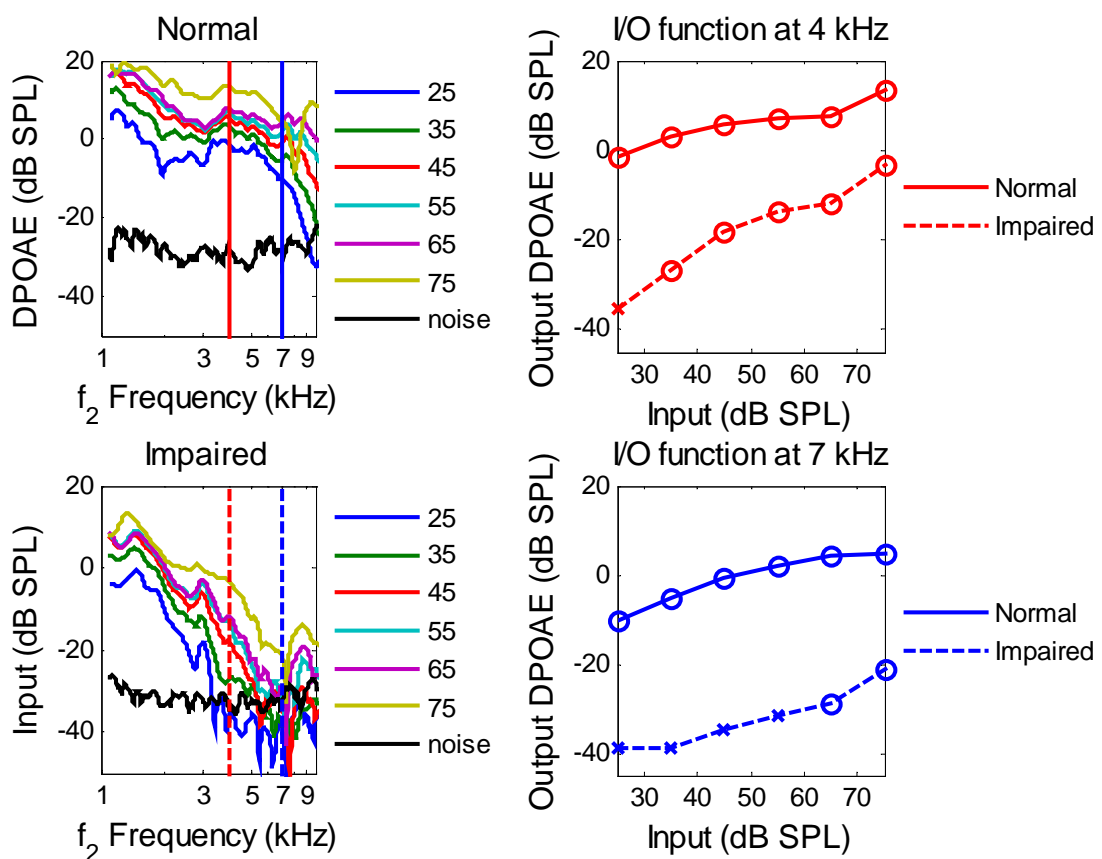 Normal
DPOAE (dB SPL)
20
0
-20
-40
1
3
5
7
9
f2 Frequency (kHz)
25
35
45
55
65
75
noise
I/O function at 4 kHz
Output DPOAE (dB SPL)
20
0
-20
-40
30
40
50
60
70
Input (dB SPL)
Normal
Impaired
Impaired
Input (dB SPL)
20
0
-20
-40
1
3
5
7
9
f2 Frequency (kHz)
25
35
45
55
65
75
noise
I/O function at 7 kHz
Output DPOAE (dB SPL)
20
0
-20
-40
30
40
50
60
70
Input (dB SPL)
Normal
Impaired